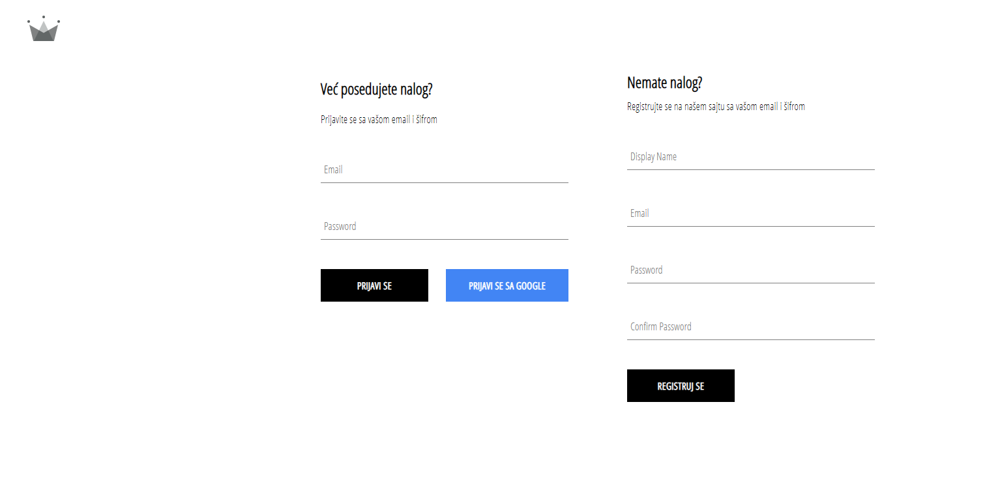 Već posedujete nalog?
Prijavite se sa vašom email i šifrom
Email
Password
PRIJAVI SE
PRIJAVI SE SA GOOGLE
Nemate nalog?
Registrujte se na našem sajtu sa vašom email i šifrom
Display Name
Email
Password
Confirm Password
REGISTRUJ SE